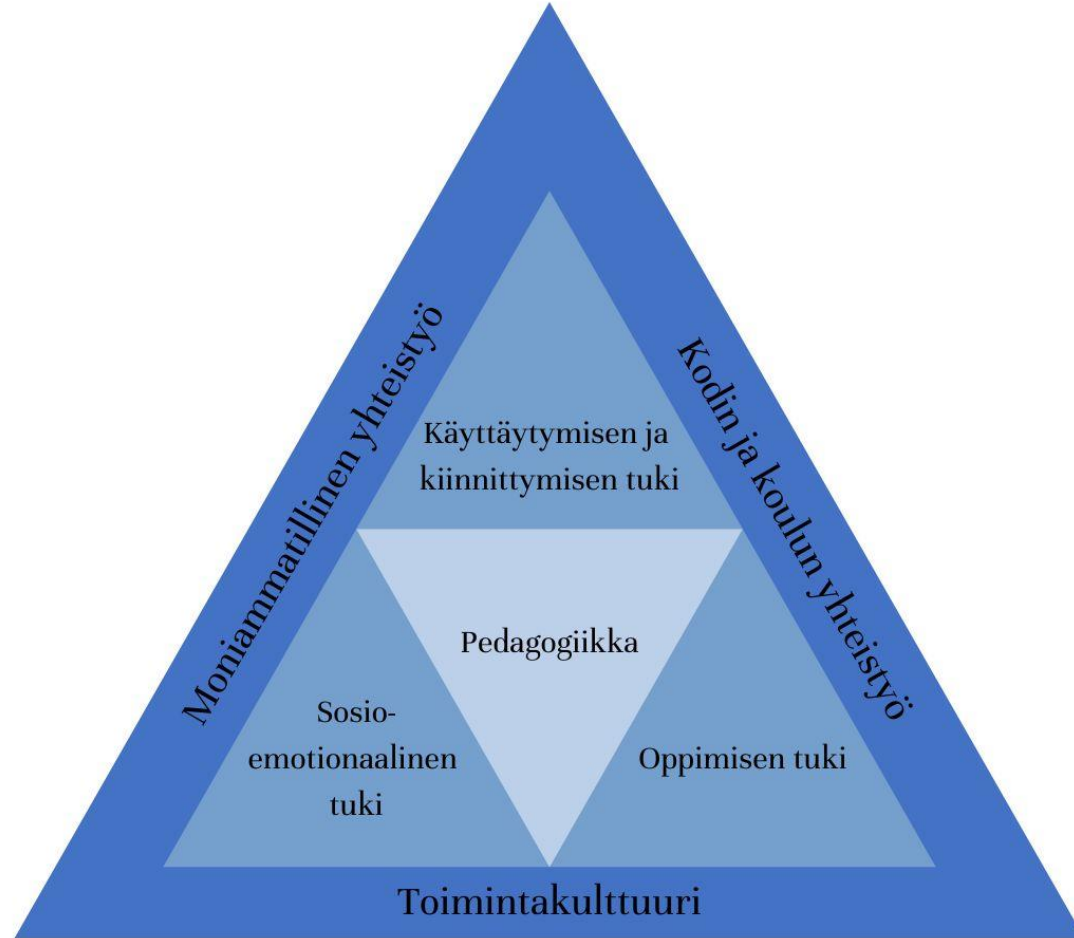 Moniammatillinen yhteistyö
Kodin ja koulun yhteistyö
Käyttäytymisen ja
kiinnittymisen tuki
Pedagogiikka
Sosio-
emotionaalinen
tuki
Oppimisen tuki
Toimintakulttuuri